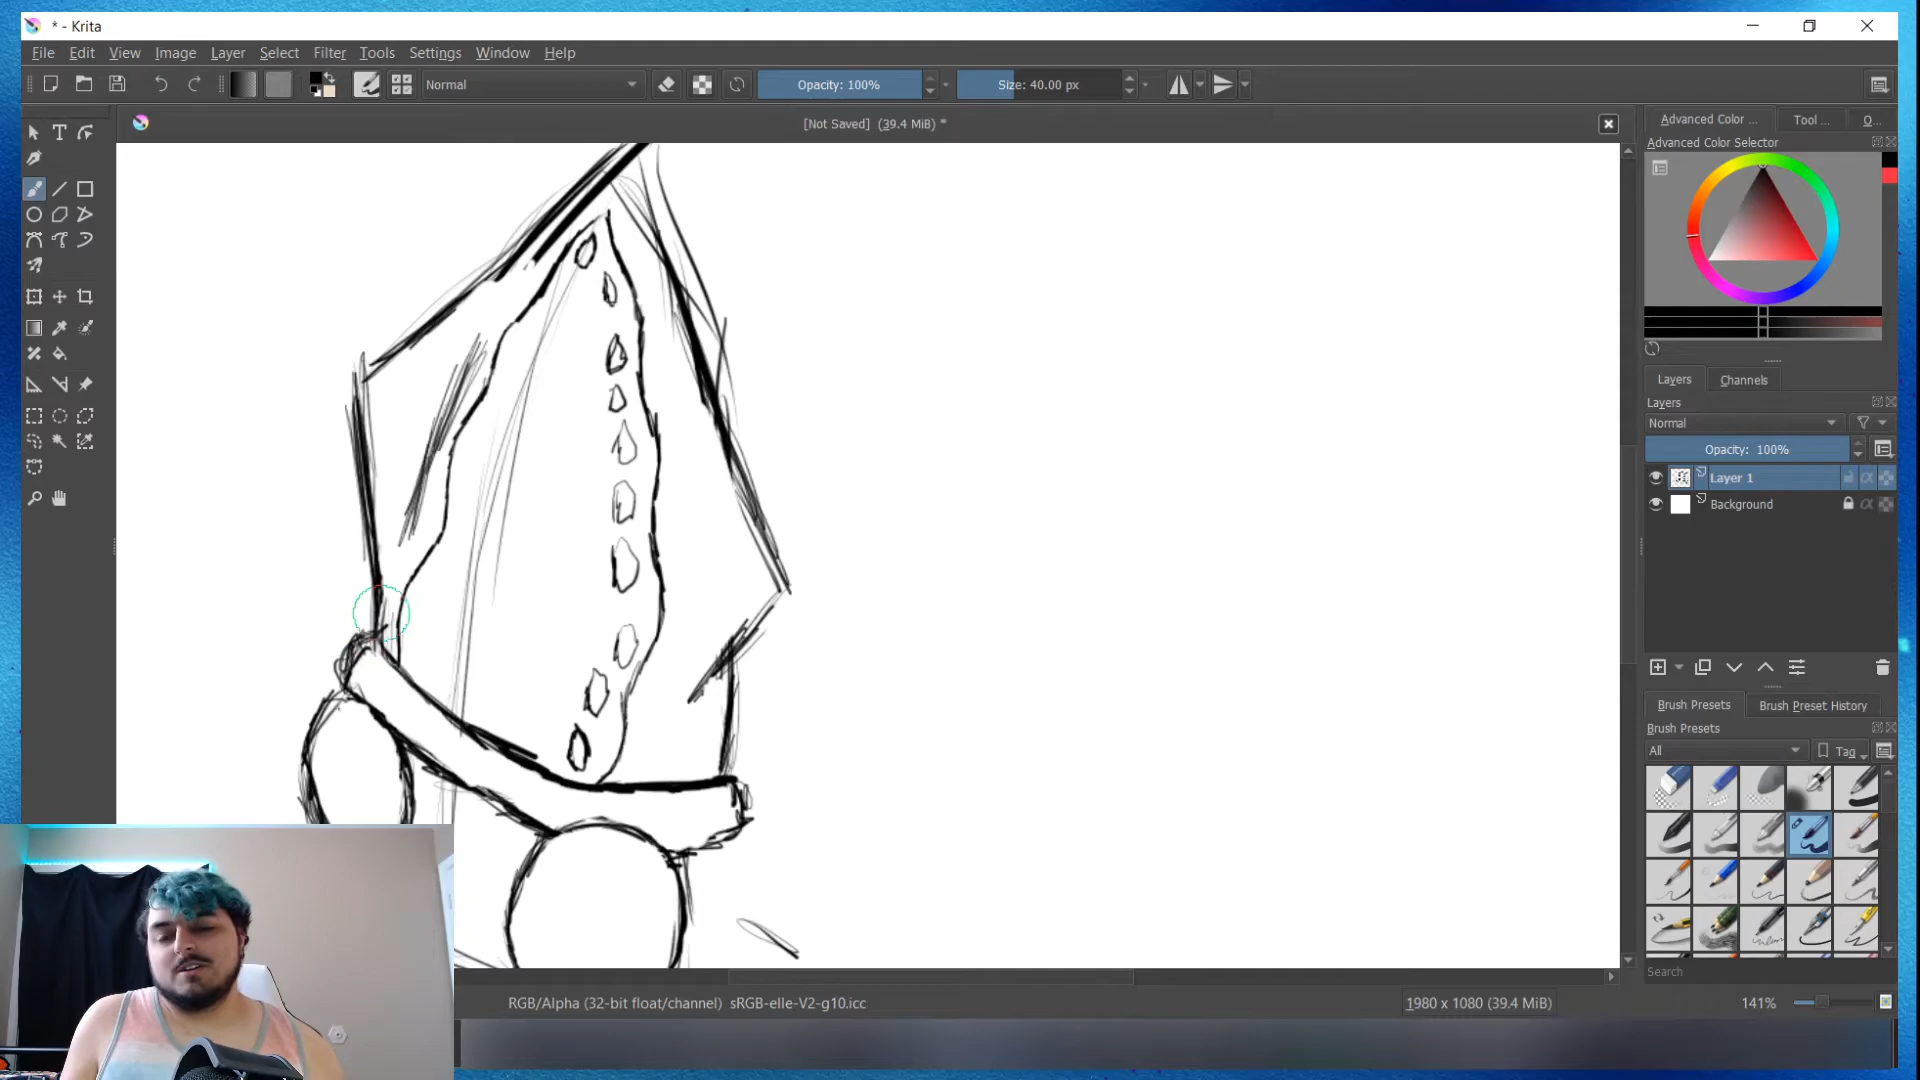 * - Krita
File Edit View Image Layer Select Filter Tools Settings Window Help
Normal Opacity: 100% Size: 40.00 px
[Not Saved] (39.4 MiB) *
Advanced Color ... Tool ... O...
Advanced Color Selector
Layers Channels
Layers
Normal
Opacity: 100%
Layer 1
Background
Brush Presets Brush Preset History
Brush Presets
All Tag
Search
RGB/Alpha (32-bit float/channel) sRGB-elle-V2-g10.icc 1980 x 1080 (39.4 MiB) 141%